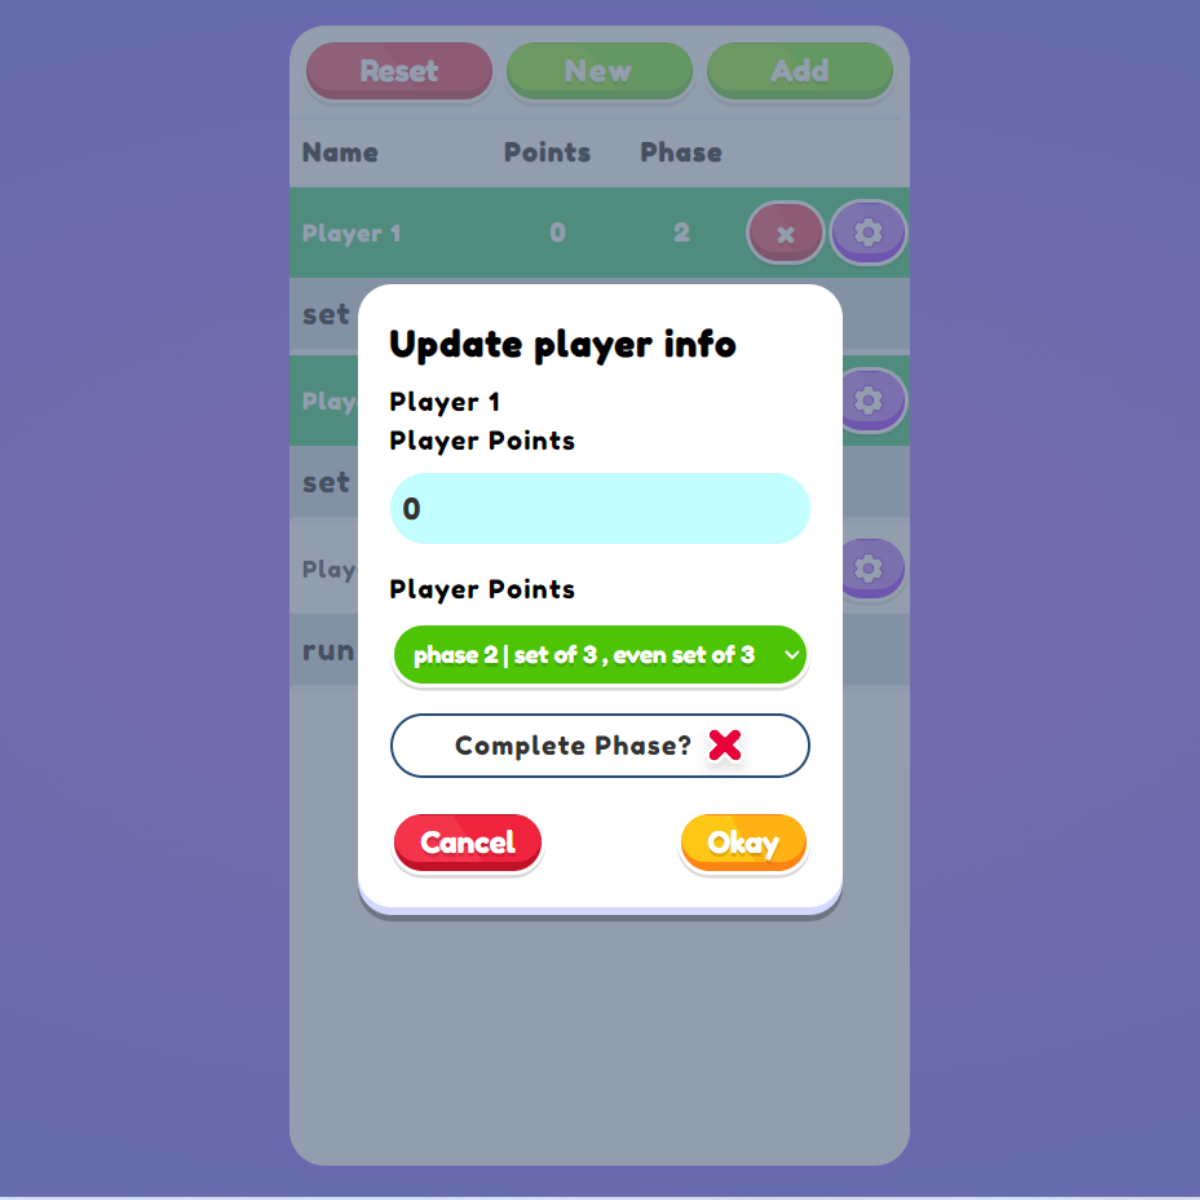 Reset New Add
Name Points Phase
Player 1 0 2
set
Play
set
Play
run
Update player info
Player 1
Player Points
0
Player Points
phase 2 | set of 3 , even set of 3
Complete Phase?
Cancel Okay